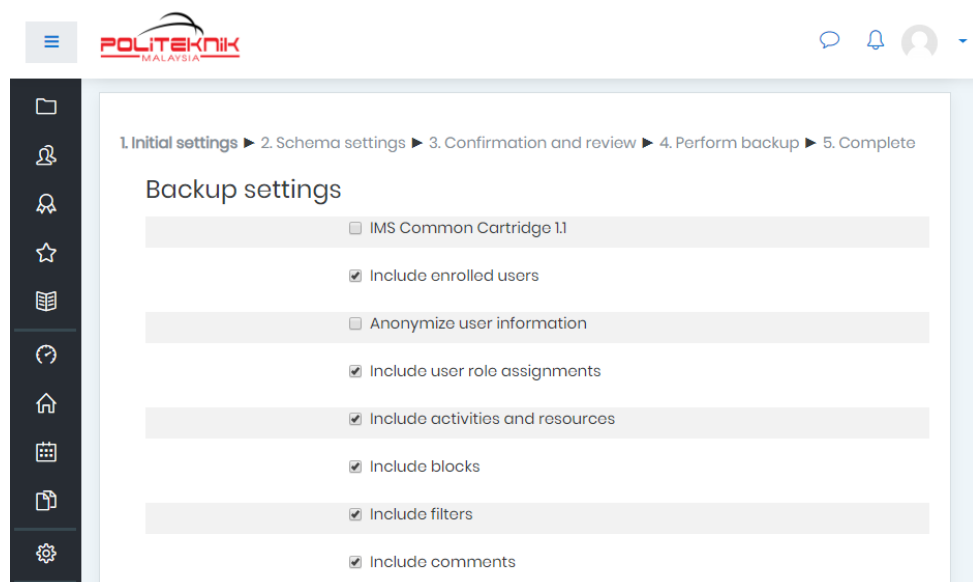 POLITEKNIK
MALAYSIA
1. Initial settings ► 2. Schema settings ► 3. Confirmation and review ► 4. Perform backup ► 5. Complete
Backup settings
IMS Common Cartridge 1.1
Include enrolled users
Anonymize user information
Include user role assignments
Include activities and resources
Include blocks
Include filters
Include comments